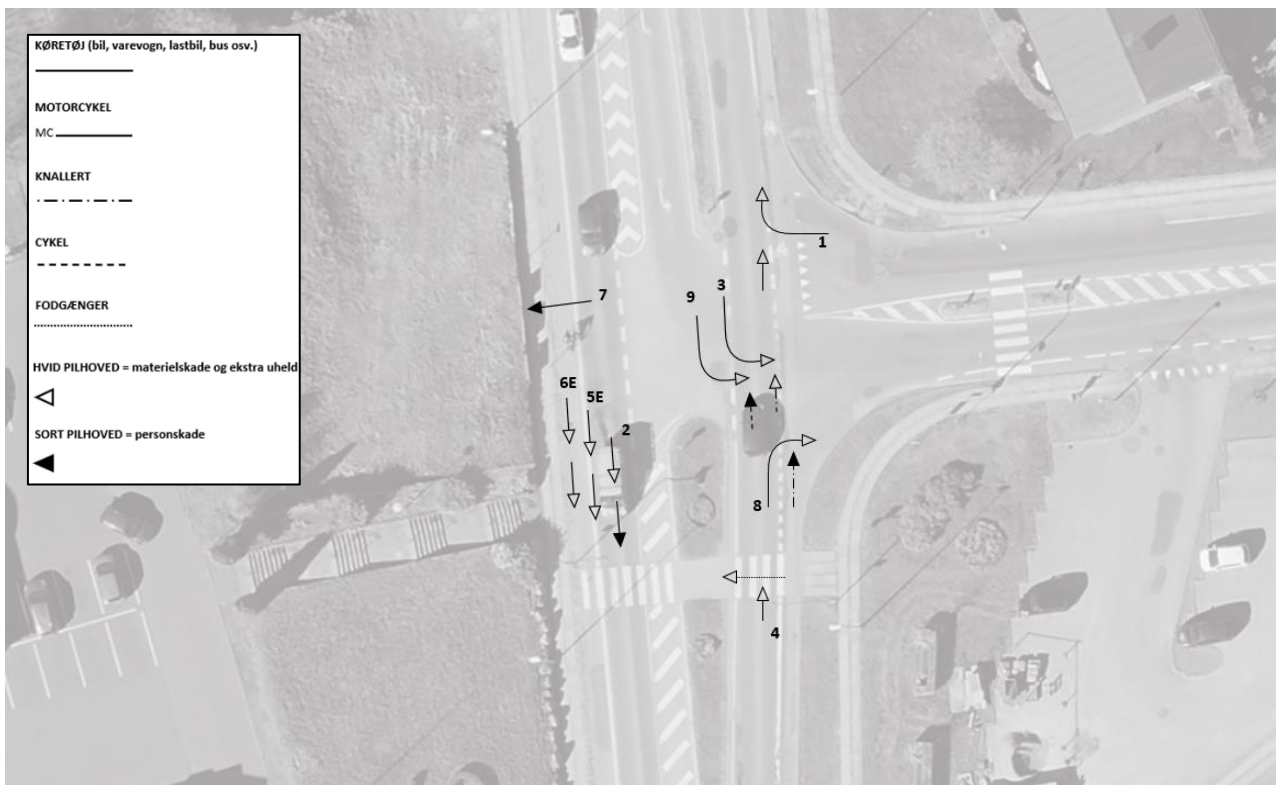 KØRETØJ (bil, varevogn, lastbil, bus osv.)
MOTORCYKEL
MC
KNALLERT
CYKEL
FODGÆNGER
HVID PILHOVED = materielskade og ekstra uheld
SORT PILHOVED = personskade
1
3
9
7
6E
5E
2
8
4